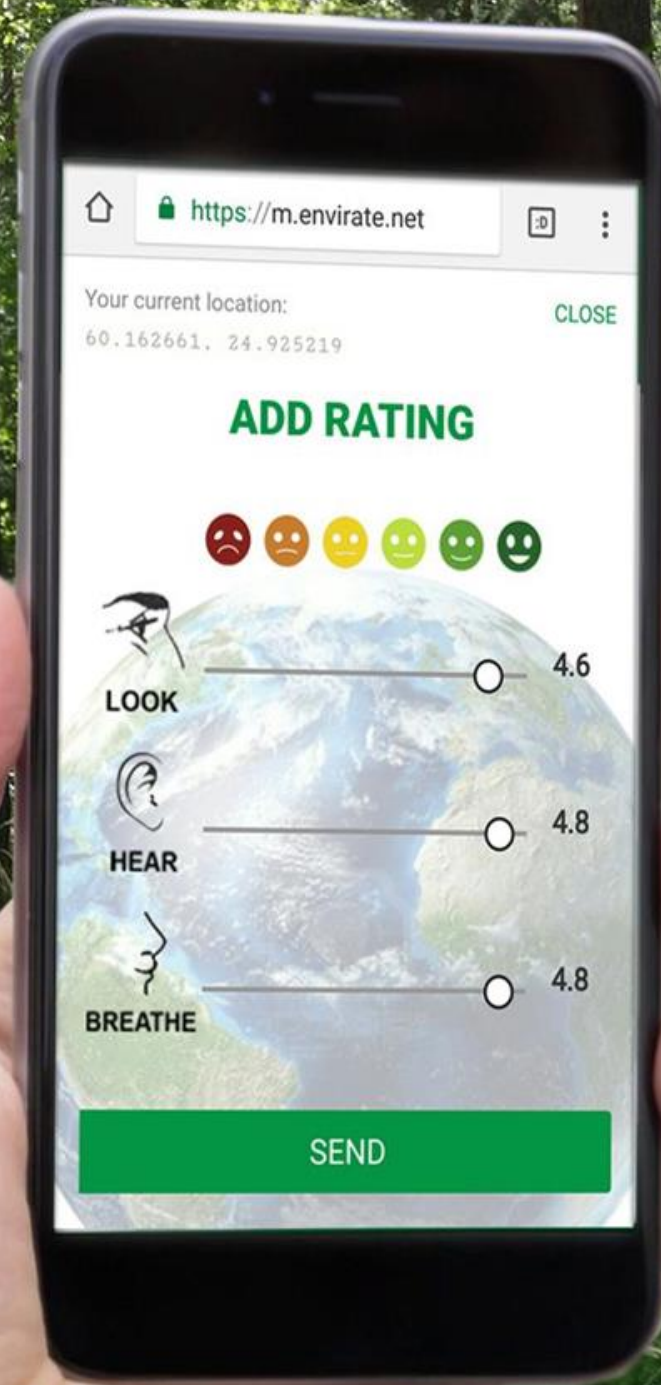 https://m.envirate.net
:D
Your current location:
CLOSE
60.162661, 24.925219
ADD RATING
LOOK
4.6
HEAR
4.8
BREATHE
4.8
SEND